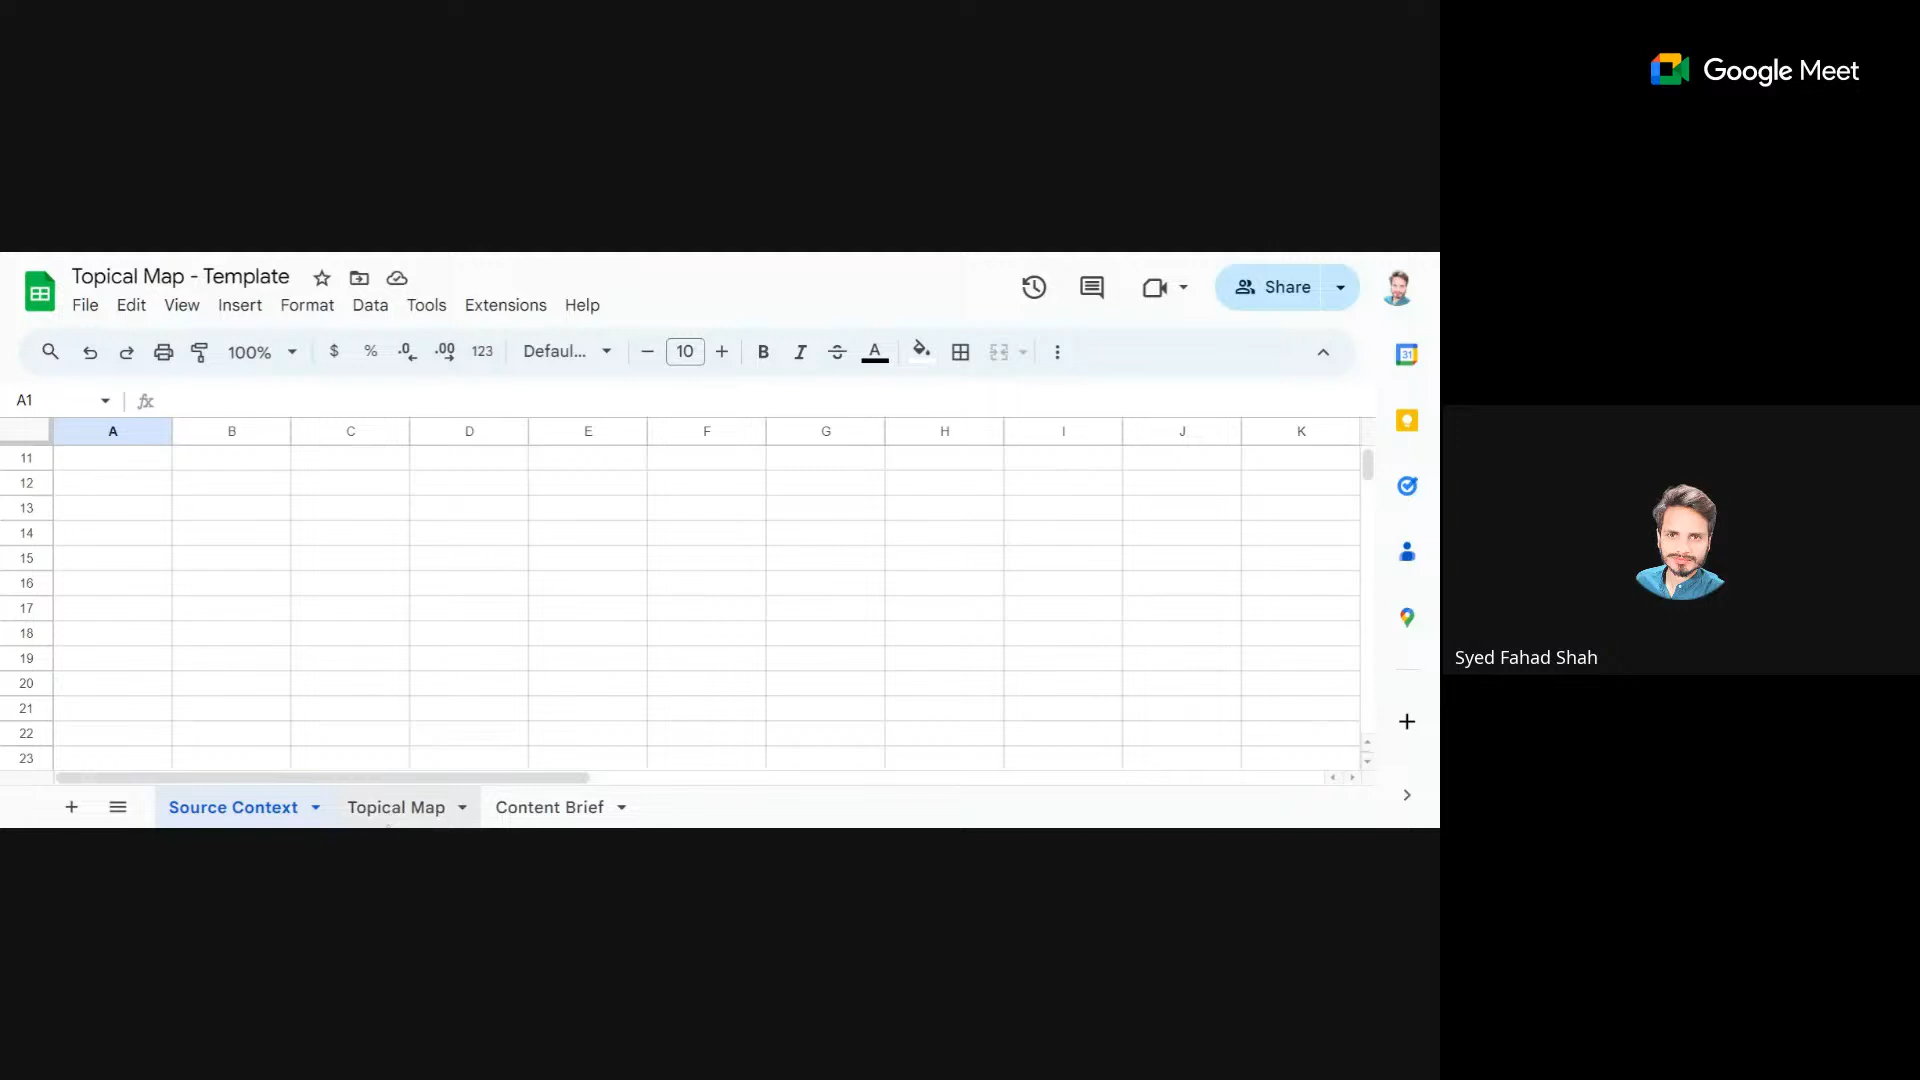 Google Meet
Topical Map - Template
File Edit View Insert Format Data Tools Extensions Help
Share
100% $ % .0 .00 123 Defaul... 10 B I S A
31
A1 fx
A B C D E F G H I J K
11
12
13
14
15
16
17
18
19
20
21
22
23
Source Context Topical Map Content Brief
Syed Fahad Shah